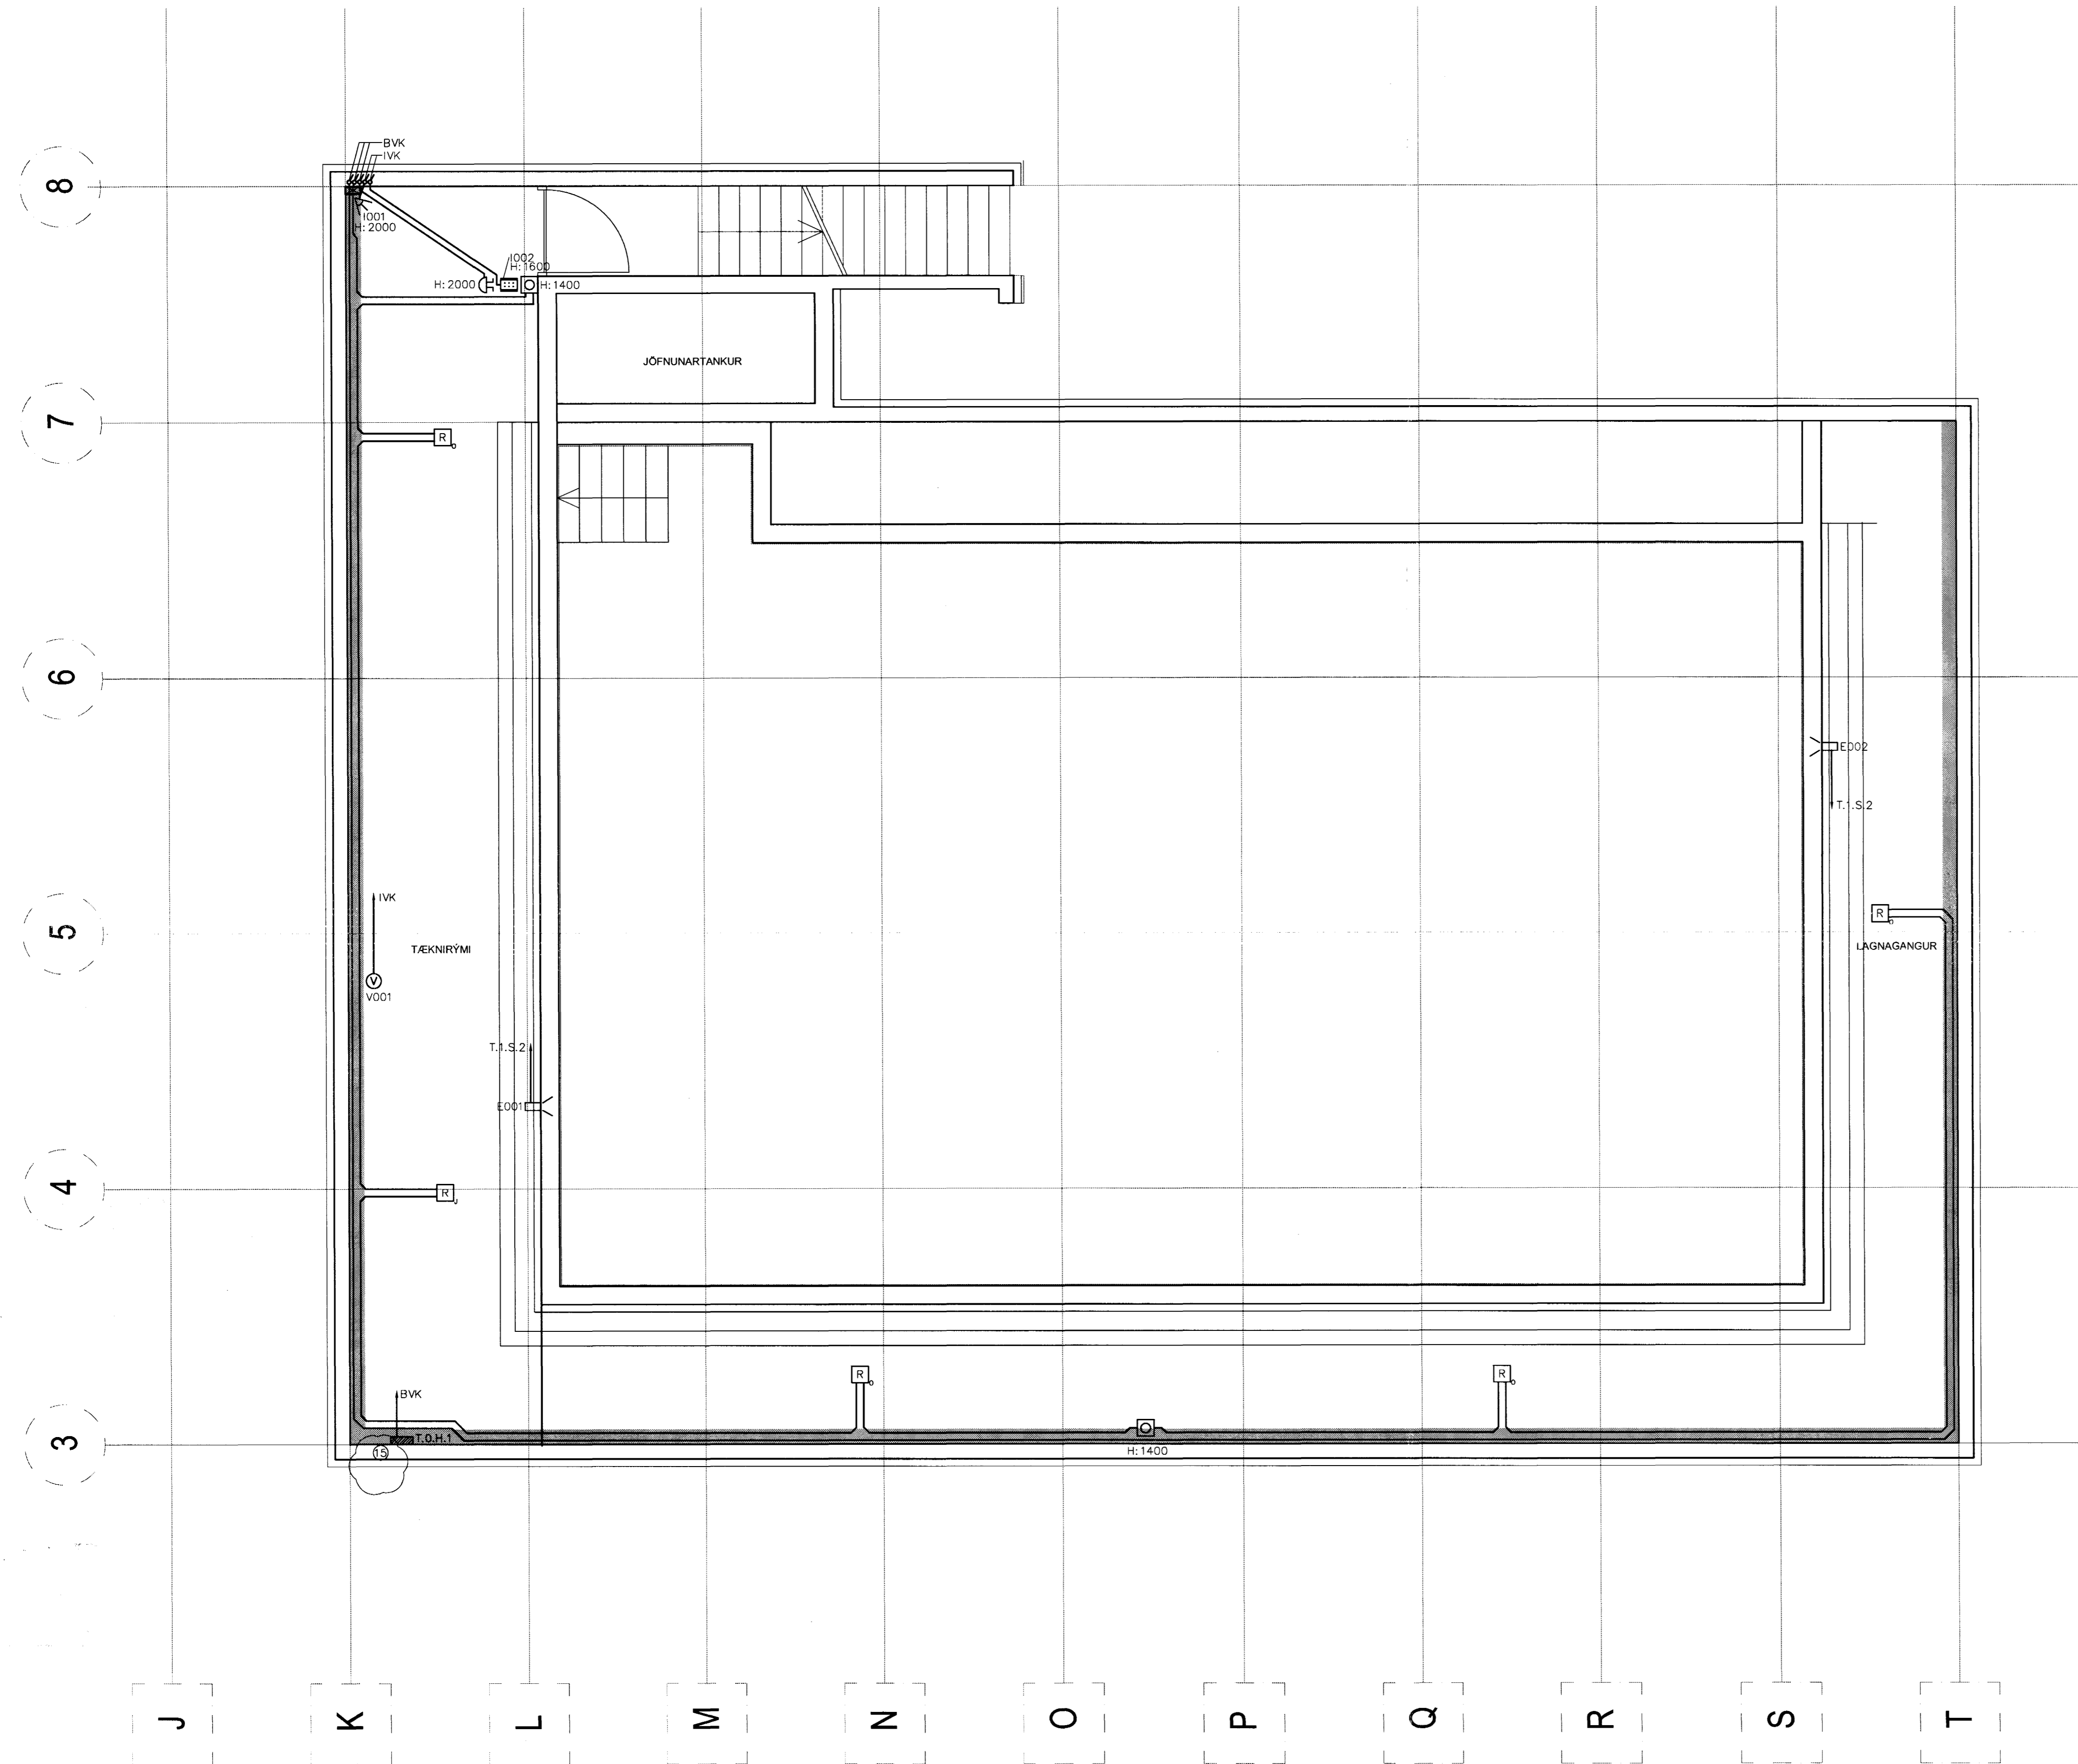 BVK
IVK
8
I001
H: 2000
I002
H: 1600
H: 2000
H: 1400
JÖFNUNARTANKUR
7
R
6
E002
T.1.S.2
IVK
R
5
TÆKNIRÝMI
LAGNAGANGUR
V
V001
T.1.S.2
E001
4
R
R
R
BVK
3
T.0.H.1
15
H: 1400
J
K
L
M
N
O
P
Q
R
S
T